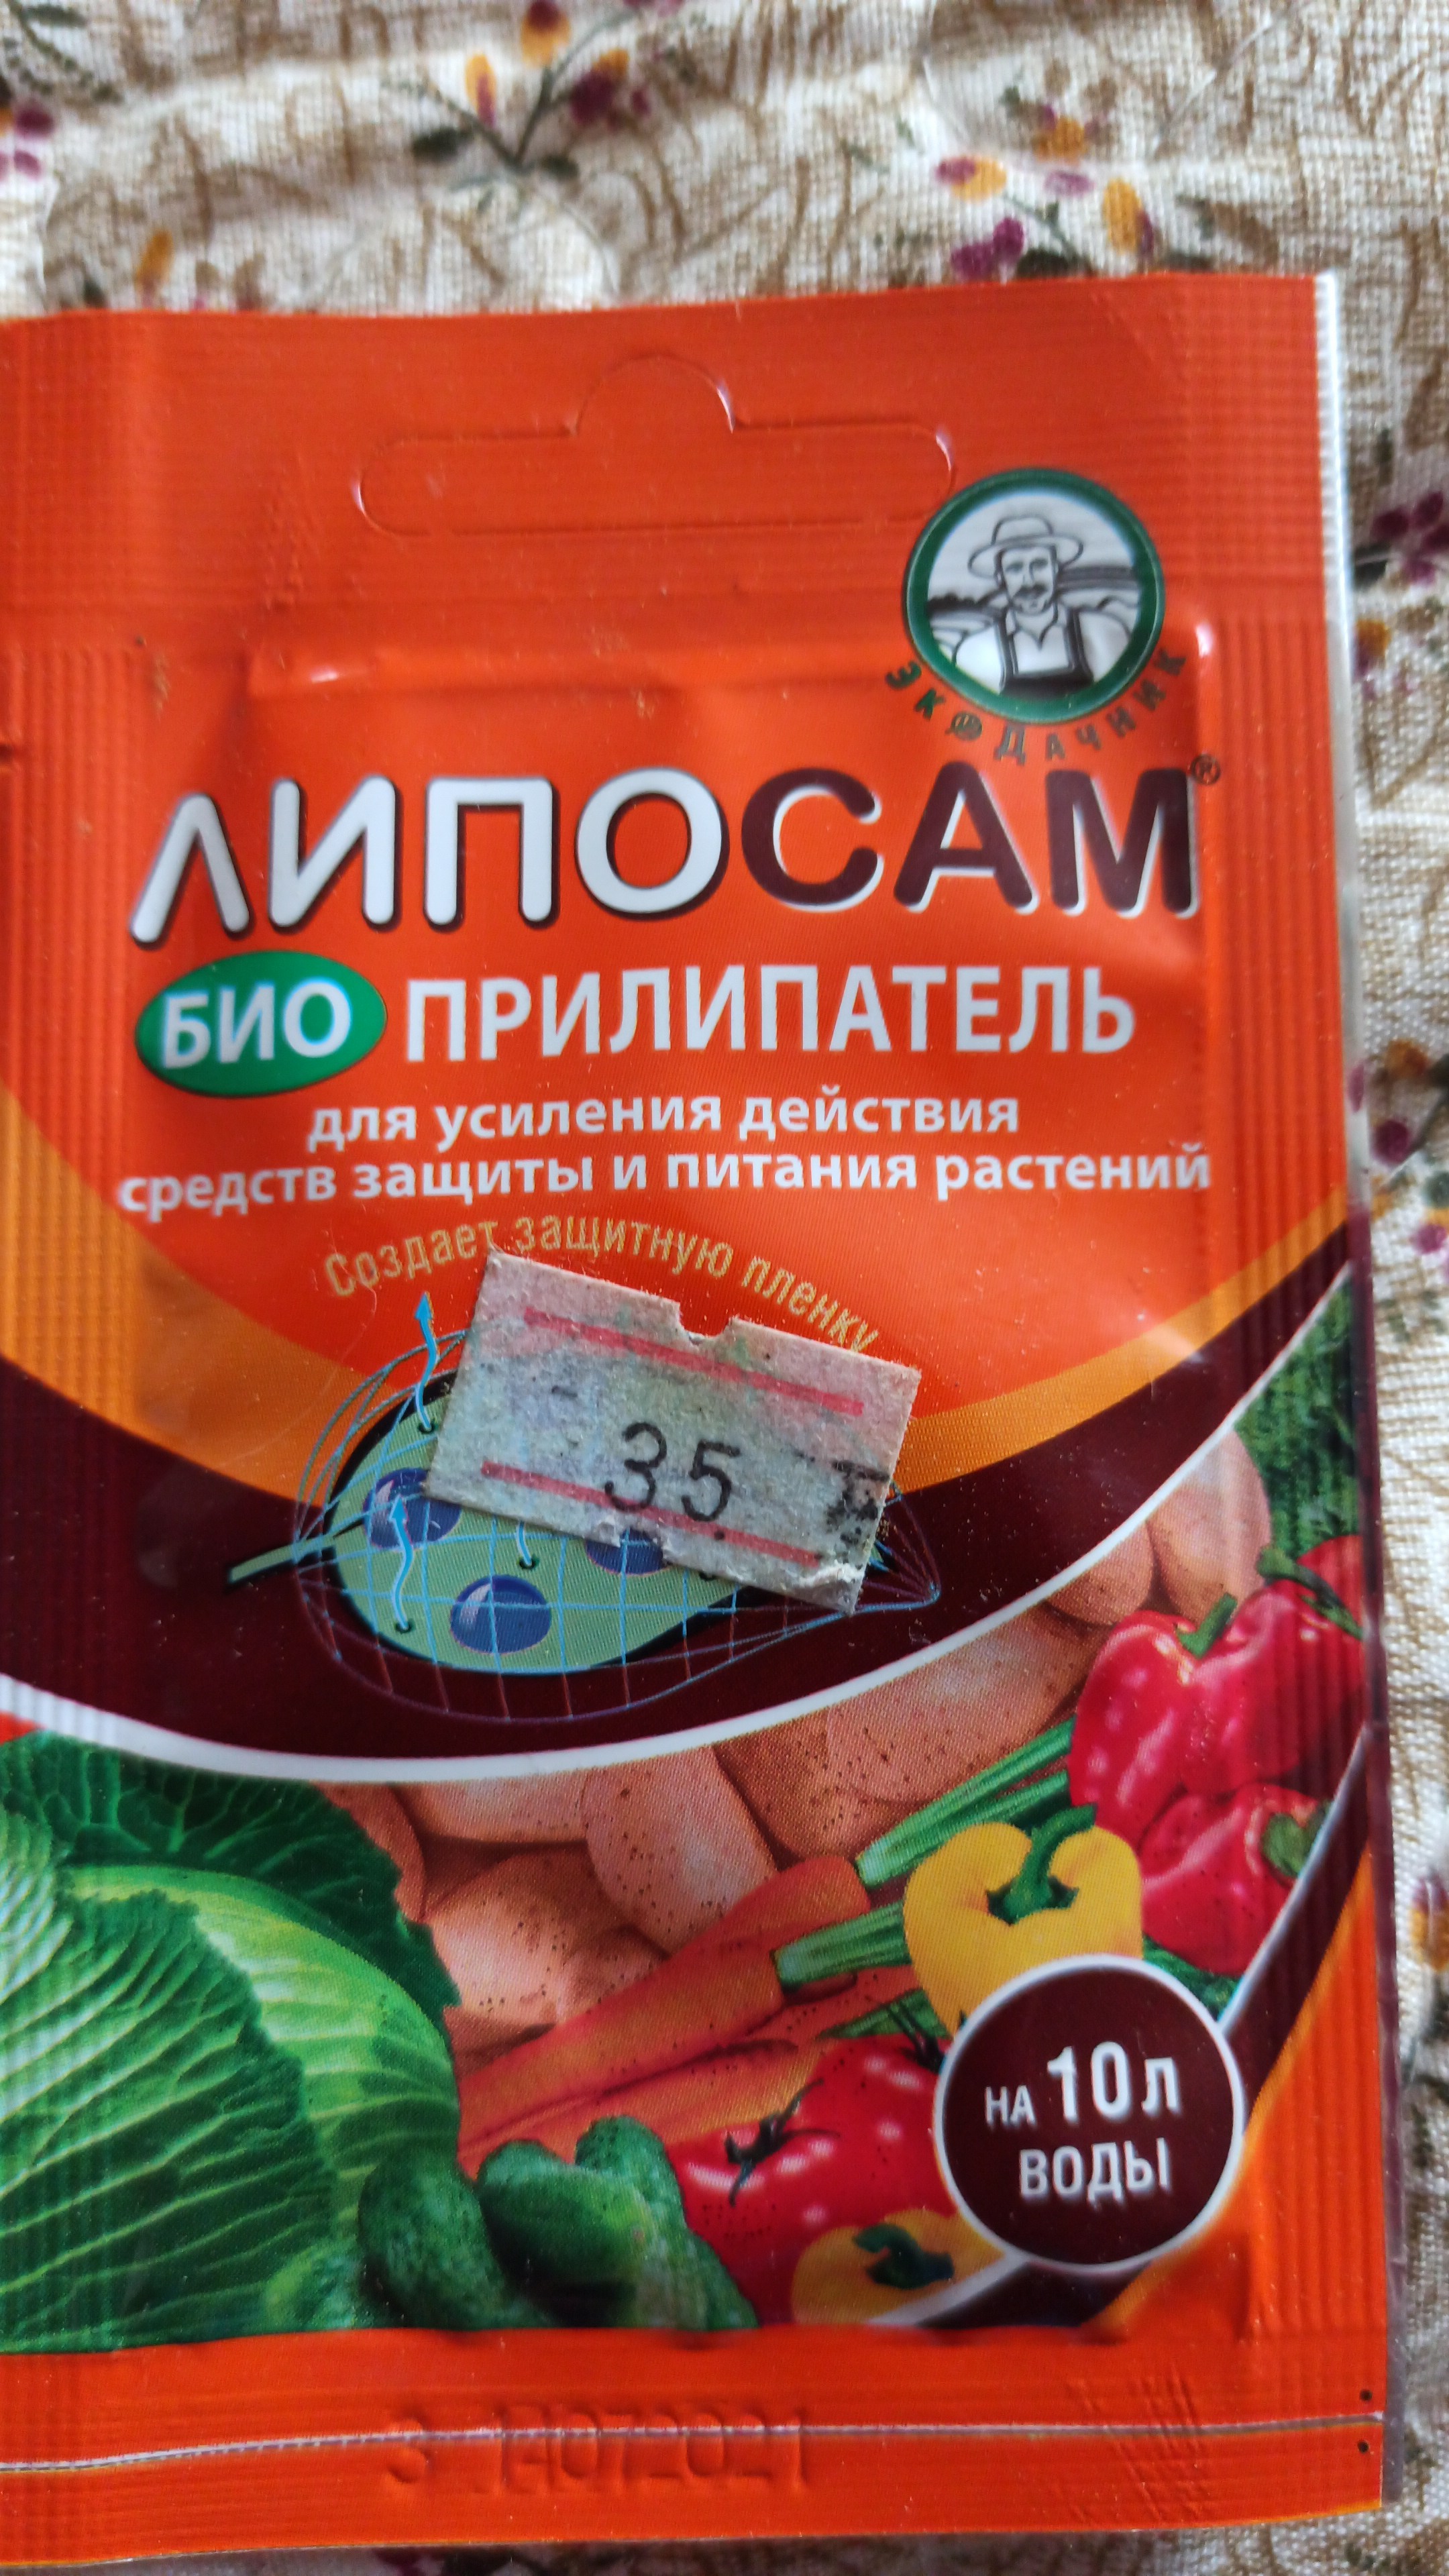 ЭКОДАЧНИК
ЛИПОСАМ®
БИО ПРИЛИПАТЕЛЬ
для усиления действия
средств защиты и питания растений
Создает защитную пленку
35
НА 10 Л
ВОДЫ